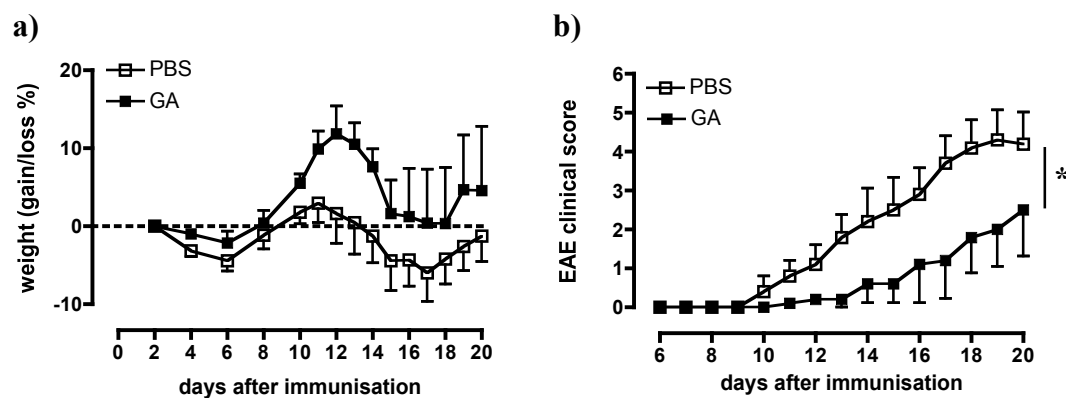 a)
PBS
GA
weight (gain/loss %)
20
10
0
-10
0 2 4 6 8 10 12 14 16 18 20
days after immunisation
b)
PBS
GA
EAE clinical score
6
5
4
3
2
1
0
6 8 10 12 14 16 18 20
days after immunisation
*